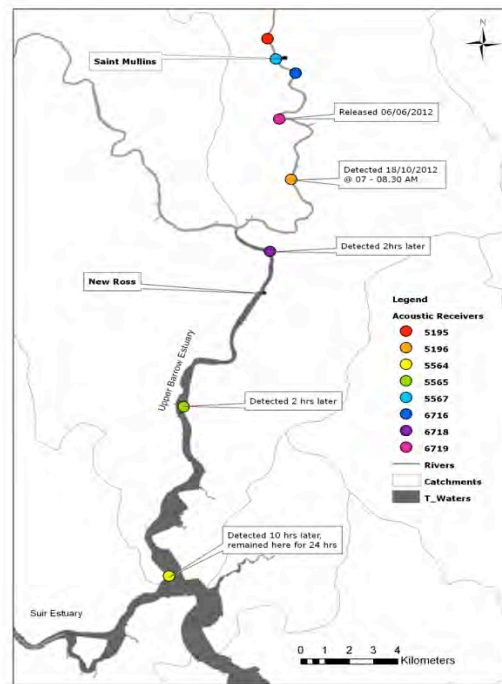 N
Saint Mullins
Released 06/06/2012
Detected 18/10/2012
@ 07 - 08.30 AM
Detected 2hrs later
New Ross
Upper Barrow Estuary
Legend
Acoustic Receivers
5195
5196
5564
5565
5567
6716
6718
6719
Rivers
Catchments
T_Waters
Detected 2 hrs later
Detected 10 hrs later,
remained here for 24 hrs
Suir Estuary
0 1 2 3 4
Kilometers